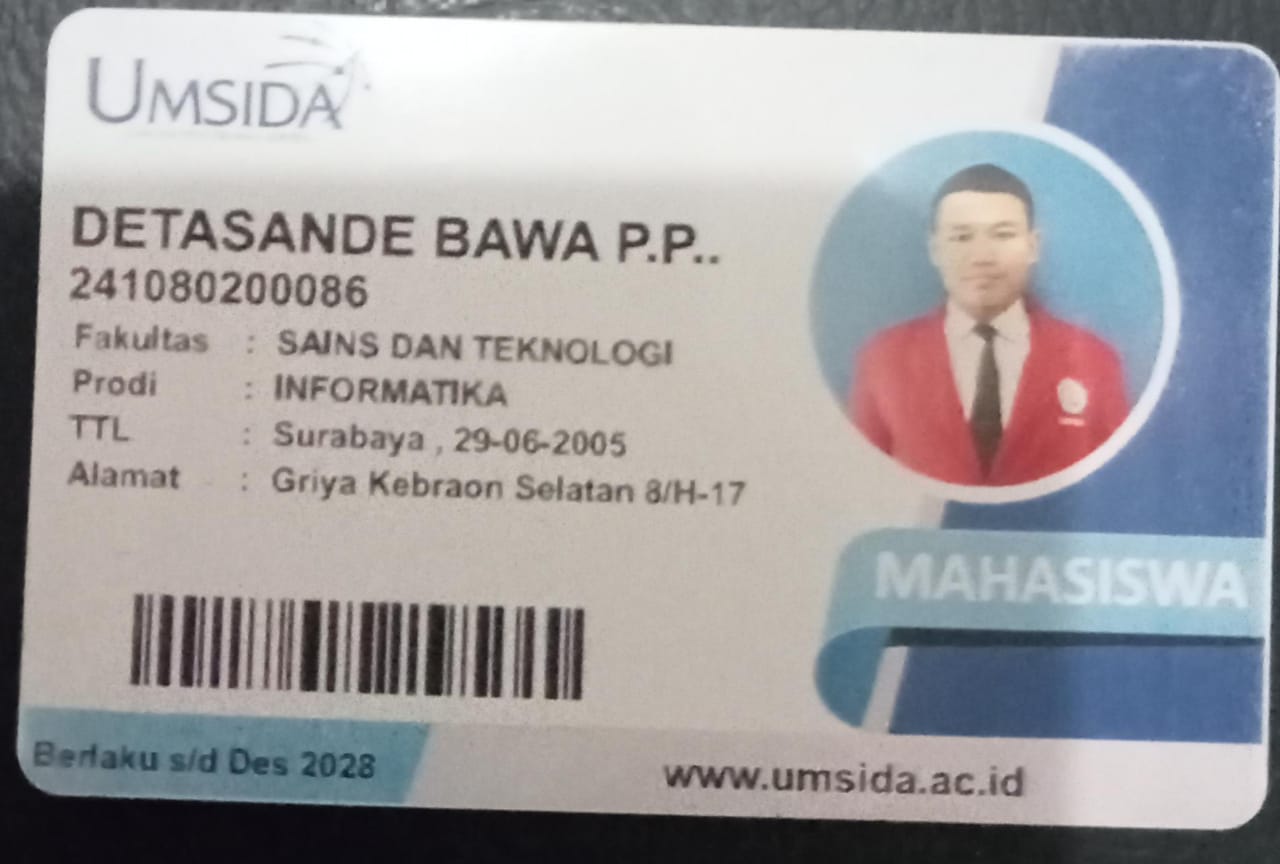 UMSIDA
DETASANDE BAWA P.P..
241080200086
Fakultas : SAINS DAN TEKNOLOGI
Prodi : INFORMATIKA
TTL : Surabaya , 29-06-2005
Alamat : Griya Kebraon Selatan 8/H-17
MAHASISWA
Berlaku s/d Des 2028
www.umsida.ac.id